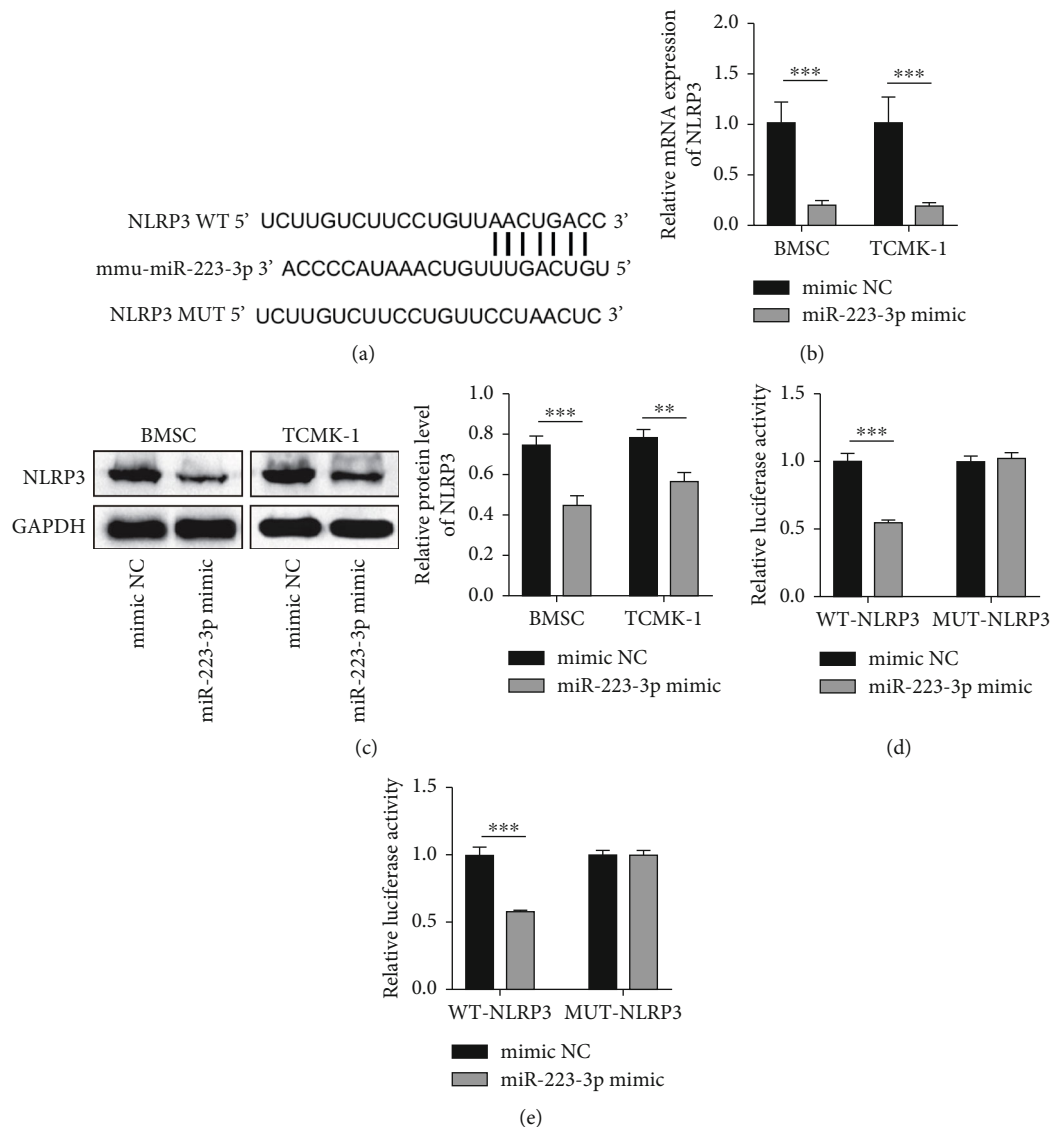 NLRP3 WT 5’ UCUUGUCUUCCUGUUAACUGACC 3’
mmu-miR-223-3p 3’ ACCCCAUAAACUGUUUGACUGU 5’
NLRP3 MUT 5’ UCUUGUCUUCCUGUUCCUAACUC 3’
(a)
Relative mRNA expression
of NLRP3
2.0
1.5
1.0
0.5
0.0
***
***
BMSC
TCMK-1
mimic NC
miR-223-3p mimic
(b)
BMSC
TCMK-1
NLRP3
GAPDH
mimic NC
miR-223-3p mimic
mimic NC
miR-223-3p mimic
Relative protein level
of NLRP3
1.0
0.8
0.6
0.4
0.2
0.0
***
**
BMSC
TCMK-1
mimic NC
miR-223-3p mimic
(c)
Relative luciferase activity
1.5
1.0
0.5
0.0
***
WT-NLRP3
MUT-NLRP3
mimic NC
miR-223-3p mimic
(d)
Relative luciferase activity
1.5
1.0
0.5
0.0
***
WT-NLRP3
MUT-NLRP3
mimic NC
miR-223-3p mimic
(e)